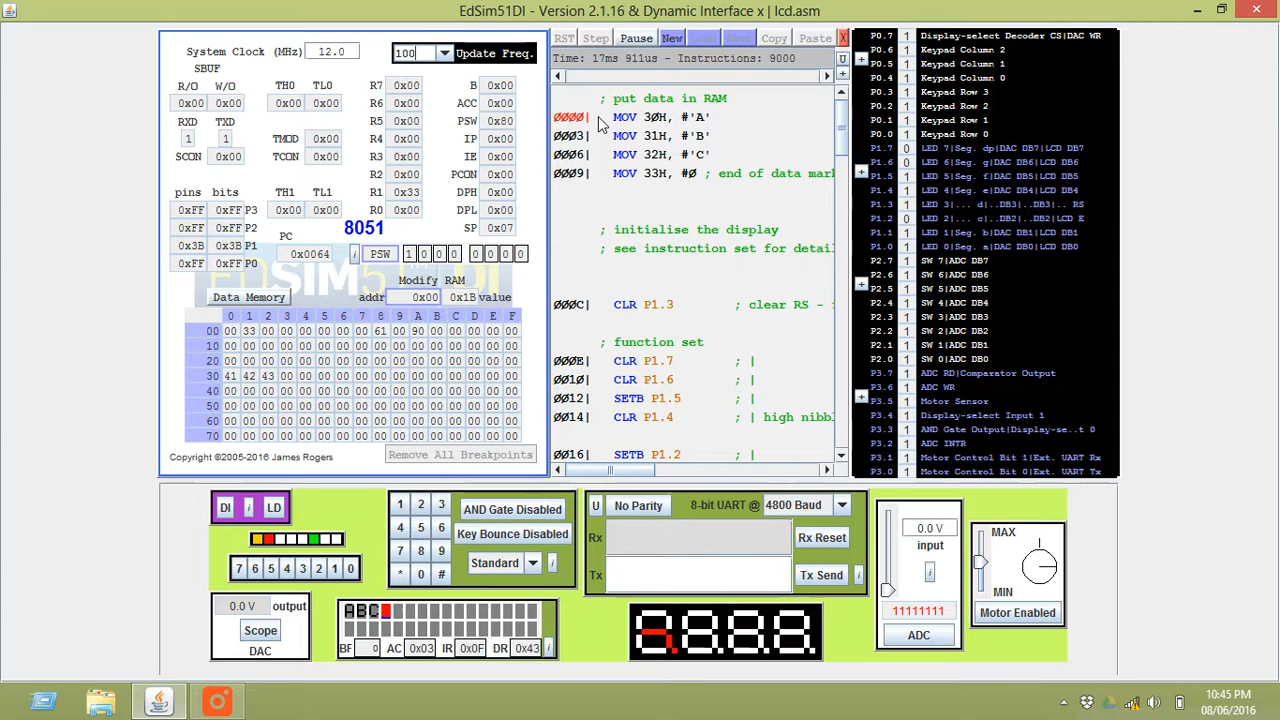 EdSim51DI - Version 2.1.16 & Dynamic Interface x | lcd.asm
System Clock (MHz) 12.0 100 Update Freq.
SBUF
R/O W/O TH0 TL0 R7 0x00 B 0x00
0x00 0x00 0x00 0x00 R6 0x00 ACC 0x00
RXD TXD R5 0x00 PSW 0x80
1 1 TMOD 0x00 R4 0x00 IP 0x00
SCON 0x00 TCON 0x00 R3 0x00 IE 0x00
R2 0x00 PCON 0x00
pins bits TH1 TL1 R1 0x33 DPH 0x00
0xFF 0xFF P3 0x00 0x00 R0 0x00 DPL 0x00
0xFF 0xFF P2 8051 SP 0x07
0x3B 0x3B P1 PC
0xFF 0xFF P0 0x0064 i PSW 1 0 0 0 0 0 0 0
EdSim51DI
Modify RAM
Data Memory addr 0x00 0x1B value
0 1 2 3 4 5 6 7 8 9 A B C D E F
00 00 33 00 00 00 00 00 00 61 00 90 00 00 00 00 00
10 00 00 00 00 00 00 00 00 00 00 00 00 00 00 00 00
20 00 00 00 00 00 00 00 00 00 00 00 00 00 00 00 00
30 41 42 43 00 00 00 00 00 00 00 00 00 00 00 00 00
40 00 00 00 00 00 00 00 00 00 00 00 00 00 00 00 00
50 00 00 00 00 00 00 00 00 00 00 00 00 00 00 00 00
60 00 00 00 00 00 00 00 00 00 00 00 00 00 00 00 00
70 00 00 00 00 00 00 00 00 00 00 00 00 00 00 00 00
Copyright ©2005-2016 James Rogers Remove All Breakpoints
RST Step Pause New Load Save Copy Paste X
Time: 17ms 911us - Instructions: 9000 U
; put data in RAM
0000| MOV 30H, #'A'
0003| MOV 31H, #'B'
0006| MOV 32H, #'C'
0009| MOV 33H, #0 ; end of data mark
; initialise the display
; see instruction set for detail
000C| CLR P1.3 ; clear RS -
; function set
000E| CLR P1.7 ; |
0010| CLR P1.6 ; |
0012| SETB P1.5 ; |
0014| CLR P1.4 ; | high nibbl
0016| SETB P1.2 ; |
P0.7 1 Display-select Decoder CS|DAC WR
P0.6 1 Keypad Column 2
P0.5 1 Keypad Column 1
P0.4 1 Keypad Column 0
P0.3 1 Keypad Row 3
P0.2 1 Keypad Row 2
P0.1 1 Keypad Row 1
P0.0 1 Keypad Row 0
P1.7 0 LED 7|Seg. dp|DAC DB7|LCD DB7
P1.6 0 LED 6|Seg. g|DAC DB6|LCD DB6
P1.5 1 LED 5|Seg. f|DAC DB5|LCD DB5
P1.4 1 LED 4|Seg. e|DAC DB4|LCD DB4
P1.3 1 LED 3|... d|..DB3|..DB3|.. RS
P1.2 0 LED 2|... c|..DB2|..DB2|LCD E
P1.1 1 LED 1|Seg. b|DAC DB1|LCD DB1
P1.0 1 LED 0|Seg. a|DAC DB0|LCD DB0
P2.7 1 SW 7|ADC DB7
P2.6 1 SW 6|ADC DB6
P2.5 1 SW 5|ADC DB5
P2.4 1 SW 4|ADC DB4
P2.3 1 SW 3|ADC DB3
P2.2 1 SW 2|ADC DB2
P2.1 1 SW 1|ADC DB1
P2.0 1 SW 0|ADC DB0
P3.7 1 ADC RD|Comparator Output
P3.6 1 ADC WR
P3.5 1 Motor Sensor
P3.4 1 Display-select Input 1
P3.3 1 AND Gate Output|Display-se..t 0
P3.2 1 ADC INTR
P3.1 1 Motor Control Bit 1|Ext. UART Rx
P3.0 1 Motor Control Bit 0|Ext. UART Tx
DI i LD
7 6 5 4 3 2 1 0
0.0 V output
Scope
DAC
1 2 3 AND Gate Disabled
4 5 6 Key Bounce Disabled
7 8 9 Standard i
* 0 #
ABC
BF 0 AC 0x03 IR 0x0F DR 0x43 i
U No Parity 8-bit UART @ 4800 Baud
Rx Rx Reset
Tx Tx Send i
8.8.8.8.
0.0 V
input
i
11111111
ADC
MAX
MIN
Motor Enabled
10:45 PM
08/06/2016